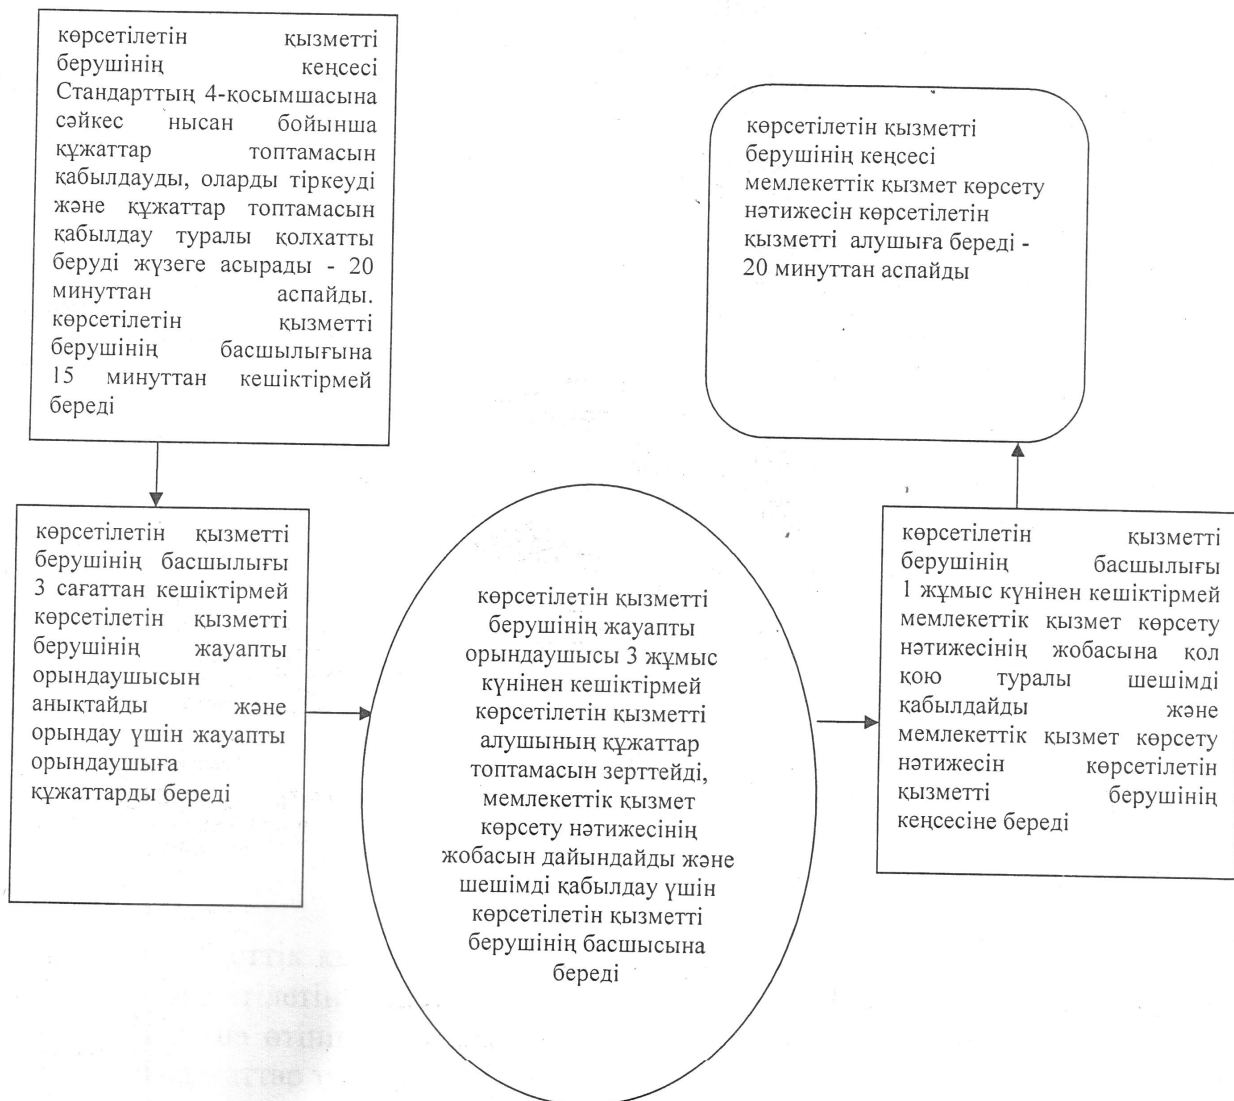 көрсетілетін қызметті
берушінің кеңсесі
Стандарттың 4-қосымшасына
сәйкес нысан бойынша
құжаттар топтамасын
қабылдауды, оларды тіркеуді
және құжаттар топтамасын
қабылдау туралы қолхатты
беруді жүзеге асырады - 20
минуттан аспайды.
көрсетілетін қызметті
берушінің басшылығына
15 минуттан кешіктірмей
береді
көрсетілетін қызметті
берушінің басшылығы
3 сағаттан кешіктірмей
көрсетілетін қызметті
берушінің жауапты
орындаушысын
анықтайды және
орындау үшін жауапты
орындаушыға
құжаттарды береді
көрсетілетін қызметті
берушінің жауапты
орындаушысы 3 жұмыс
күнінен кешіктірмей
көрсетілетін қызметті
алушының құжаттар
топтамасын зерттейді,
мемлекеттік қызмет
көрсету нәтижесінің
жобасын дайындайды және
шешімді қабылдау үшін
көрсетілетін қызметті
берушінің басшысына
береді
көрсетілетін қызметті
берушінің басшылығы
1 жұмыс күнінен кешіктірмей
мемлекеттік қызмет көрсету
нәтижесінің жобасына қол
қою туралы шешімді
қабылдайды және
мемлекеттік қызмет көрсету
нәтижесін көрсетілетін
қызметті берушінің
кеңсесіне береді
көрсетілетін қызметті
берушінің кеңсесі
мемлекеттік қызмет көрсету
нәтижесін көрсетілетін
қызметті алушыға береді -
20 минуттан аспайды